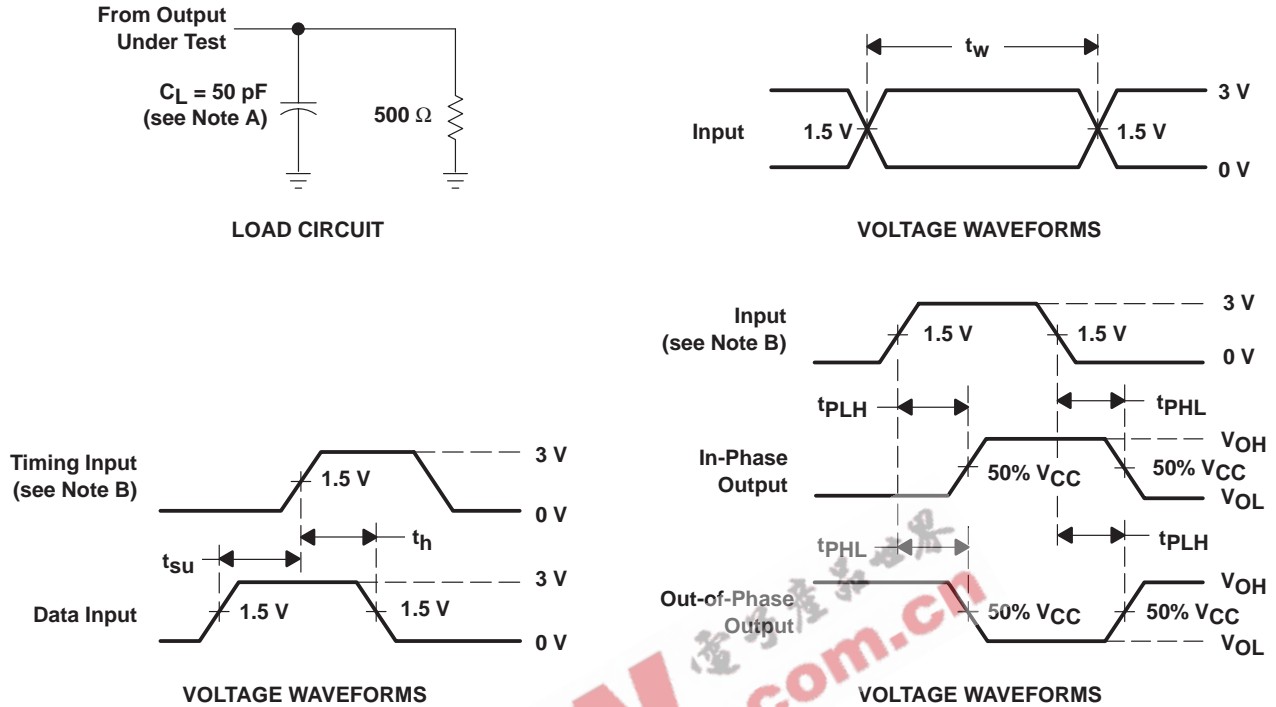 From Output
Under Test
CL = 50 pF
(see Note A)
500 Ω
LOAD CIRCUIT
tw
Input
1.5 V
1.5 V
3 V
0 V
VOLTAGE WAVEFORMS
Timing Input
(see Note B)
1.5 V
3 V
0 V
th
tsu
Data Input
1.5 V
1.5 V
3 V
0 V
VOLTAGE WAVEFORMS
Input
(see Note B)
1.5 V
1.5 V
3 V
0 V
tPLH
tPHL
In-Phase
Output
50% VCC
VOH
50% VCC
VOL
tPHL
tPLH
Out-of-Phase
Output
50% VCC
VOH
50% VCC
VOL
VOLTAGE WAVEFORMS
com.cn